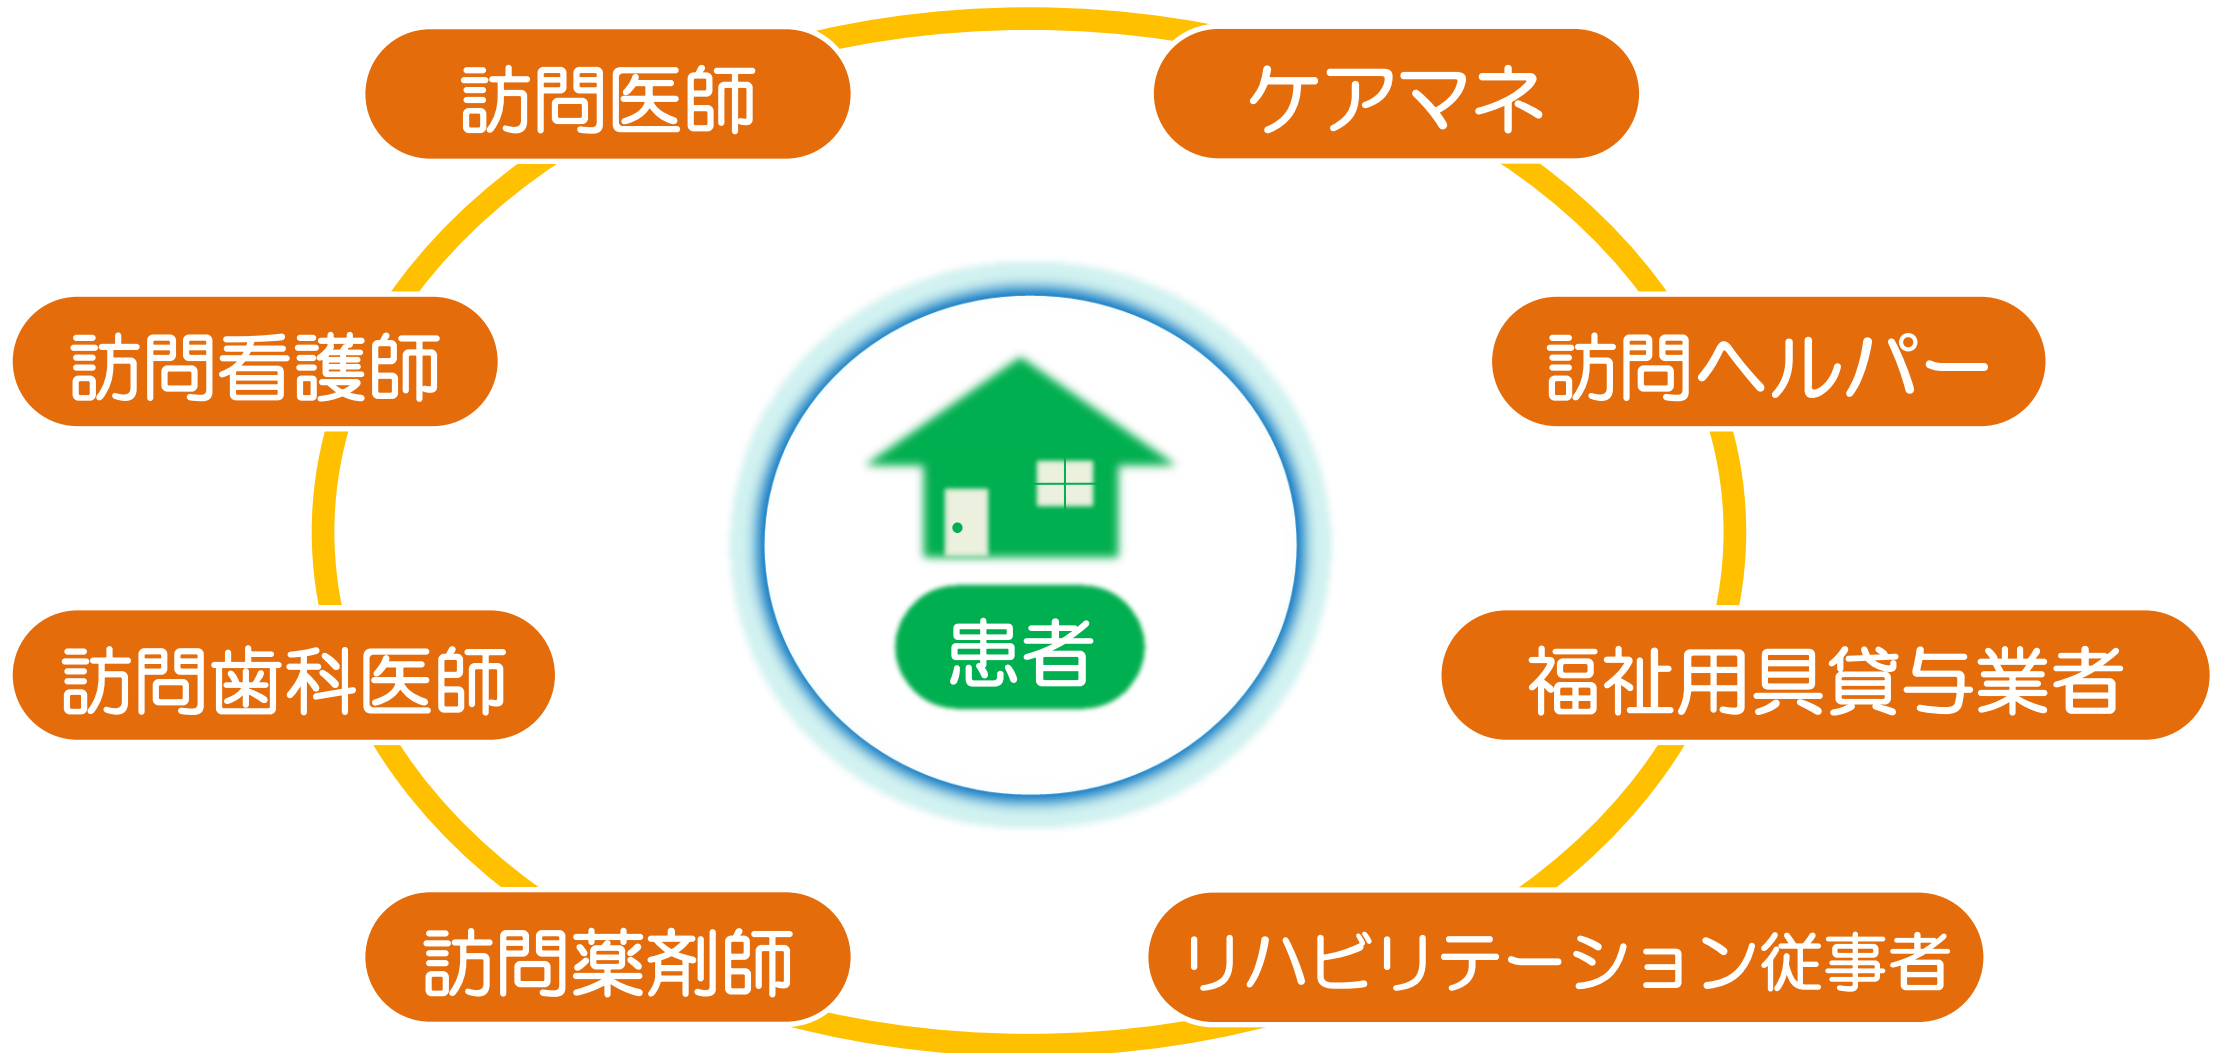 訪問医師
ケアマネ
訪問看護師
訪問ヘルパー
患者
訪問歯科医師
福祉用具貸与業者
訪問薬剤師
リハビリテーション従事者